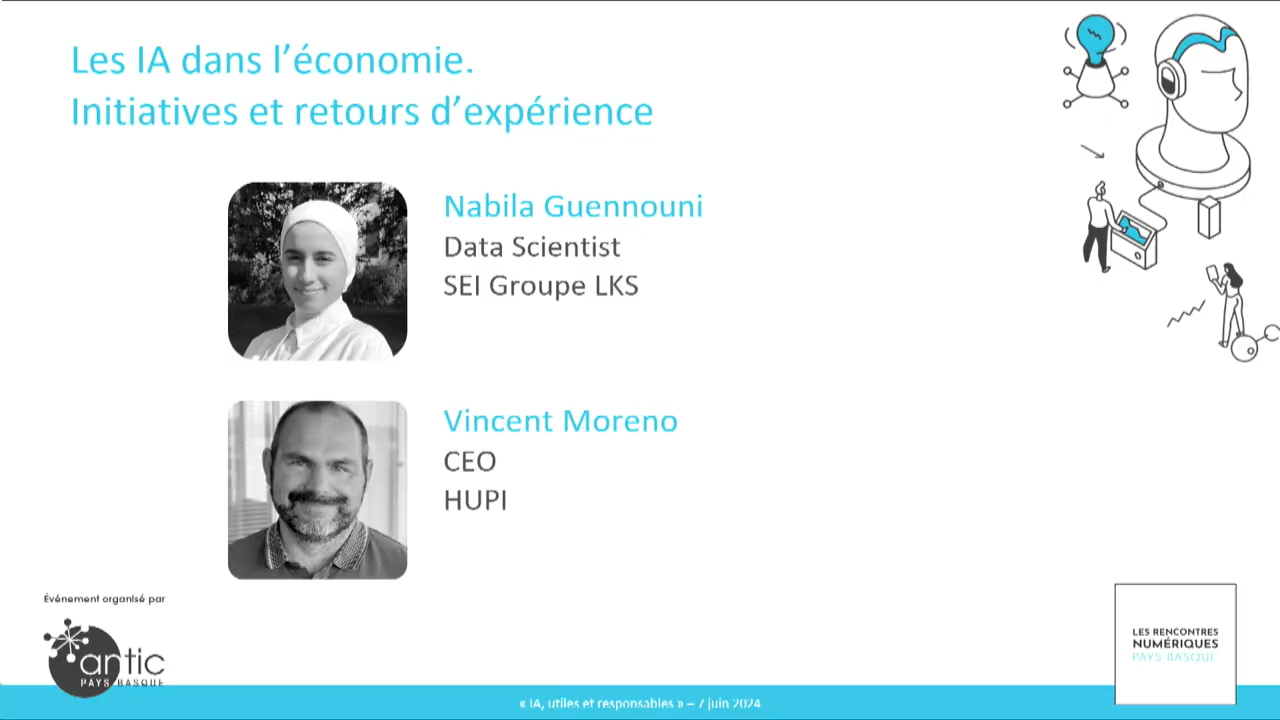 Les IA dans l’économie.
Initiatives et retours d’expérience
Nabila Guennouni
Data Scientist
SEI Groupe LKS
Vincent Moreno
CEO
HUPI
Événement organisé par
antic
PAYS BASQUE
LES RENCONTRES
NUMÉRIQUES
PAYS BASQUE
« IA, utiles et responsables » – 7 juin 2024